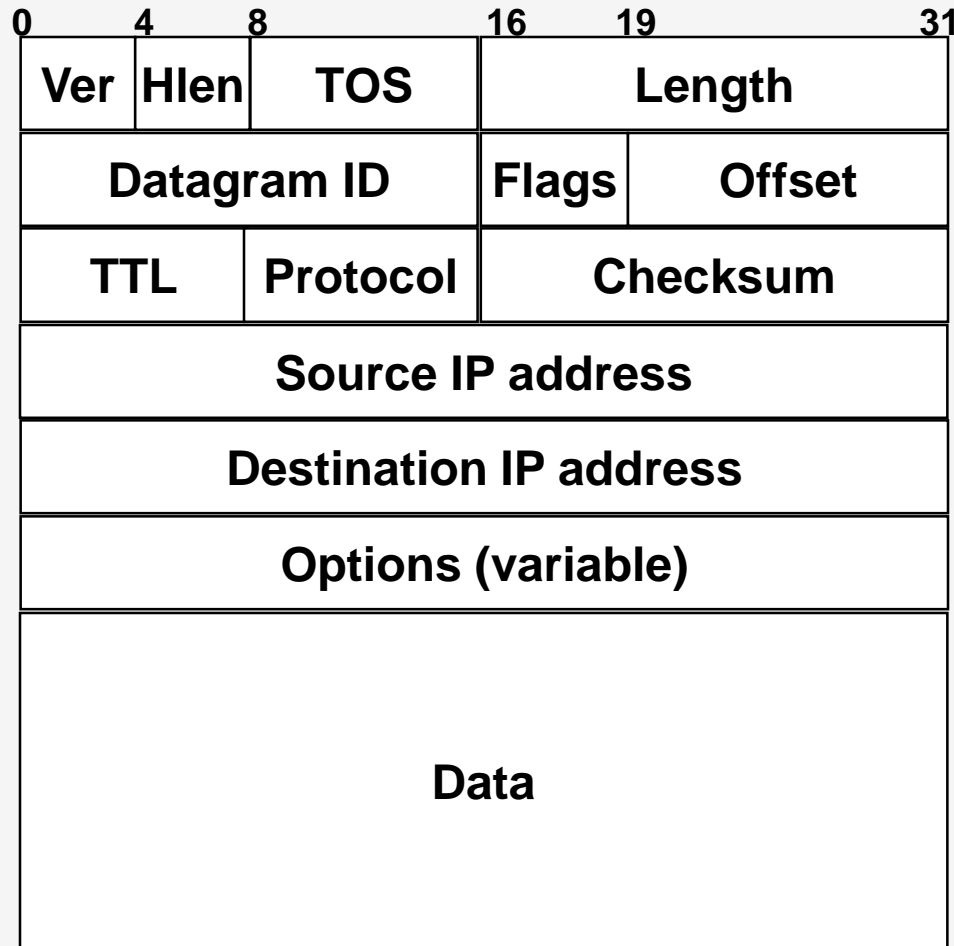 0 4 8 16 19 31
Ver Hlen TOS Length
Datagram ID Flags Offset
TTL Protocol Checksum
Source IP address
Destination IP address
Options (variable)
Data